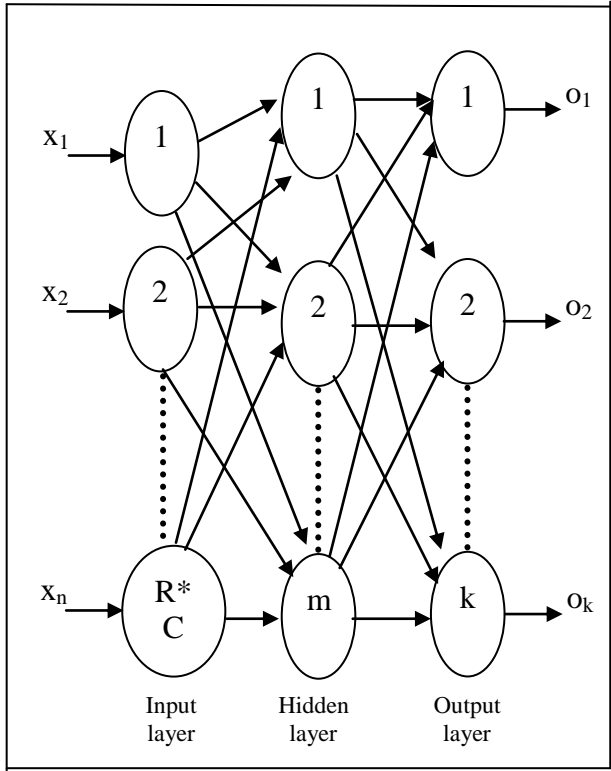 1 1 o₁
x₁ 1
x₂ 2 2 2 o₂
xₙ R* m k oₖ
C
Input Hidden Output
layer layer layer